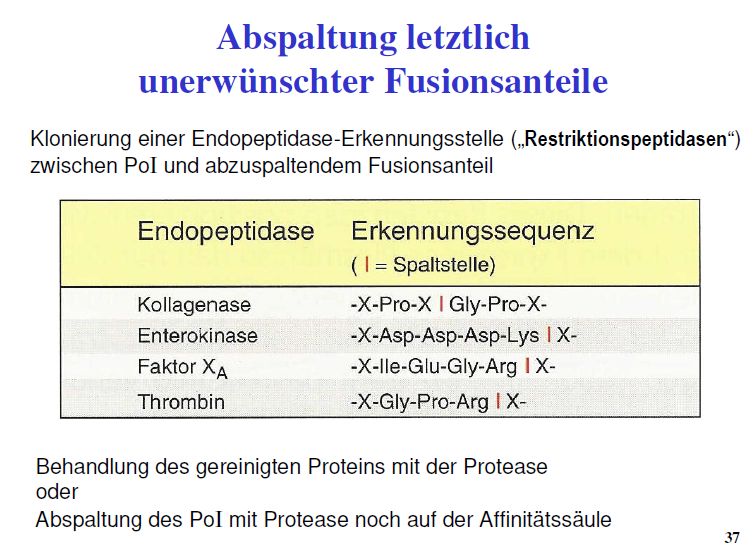 Abspaltung letztlich
unerwünschter Fusionsanteile
Klonierung einer Endopeptidase-Erkennungsstelle („Restriktionspeptidasen“)
zwischen PoI und abzuspaltendem Fusionsanteil
Endopeptidase Erkennungssequenz
( | = Spaltstelle)
Kollagenase -X-Pro-X | Gly-Pro-X-
Enterokinase -X-Asp-Asp-Asp-Lys | X-
Faktor XA -X-Ile-Glu-Gly-Arg | X-
Thrombin -X-Gly-Pro-Arg | X-
Behandlung des gereinigten Proteins mit der Protease
oder
Abspaltung des PoI mit Protease noch auf der Affinitätssäule
37